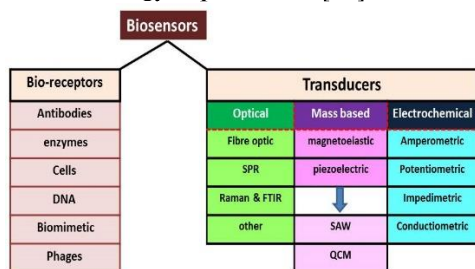 Biosensors
Bio-receptors
Antibodies
enzymes
Cells
DNA
Biomimetic
Phages
Transducers
Optical Mass based Electrochemical
Fibre optic magnetoelastic Amperometric
SPR piezoelectric Potentiometric
Raman & FTIR Impedimetric
other SAW Conductiometric
QCM